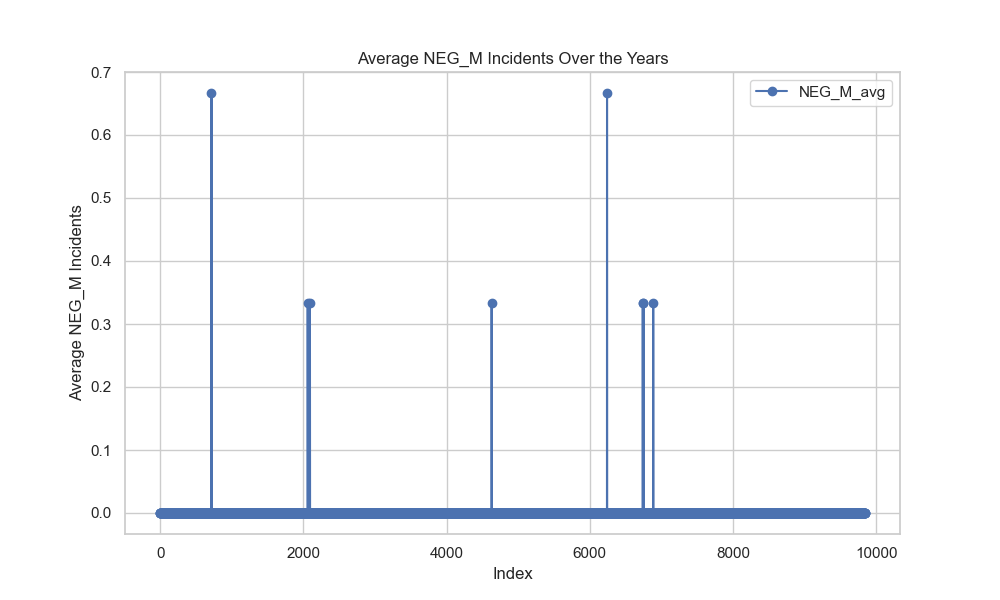 Average NEG_M Incidents Over the Years
NEG_M_avg
Average NEG_M Incidents
0.7
0.6
0.5
0.4
0.3
0.2
0.1
0.0
0 2000 4000 6000 8000 10000
Index